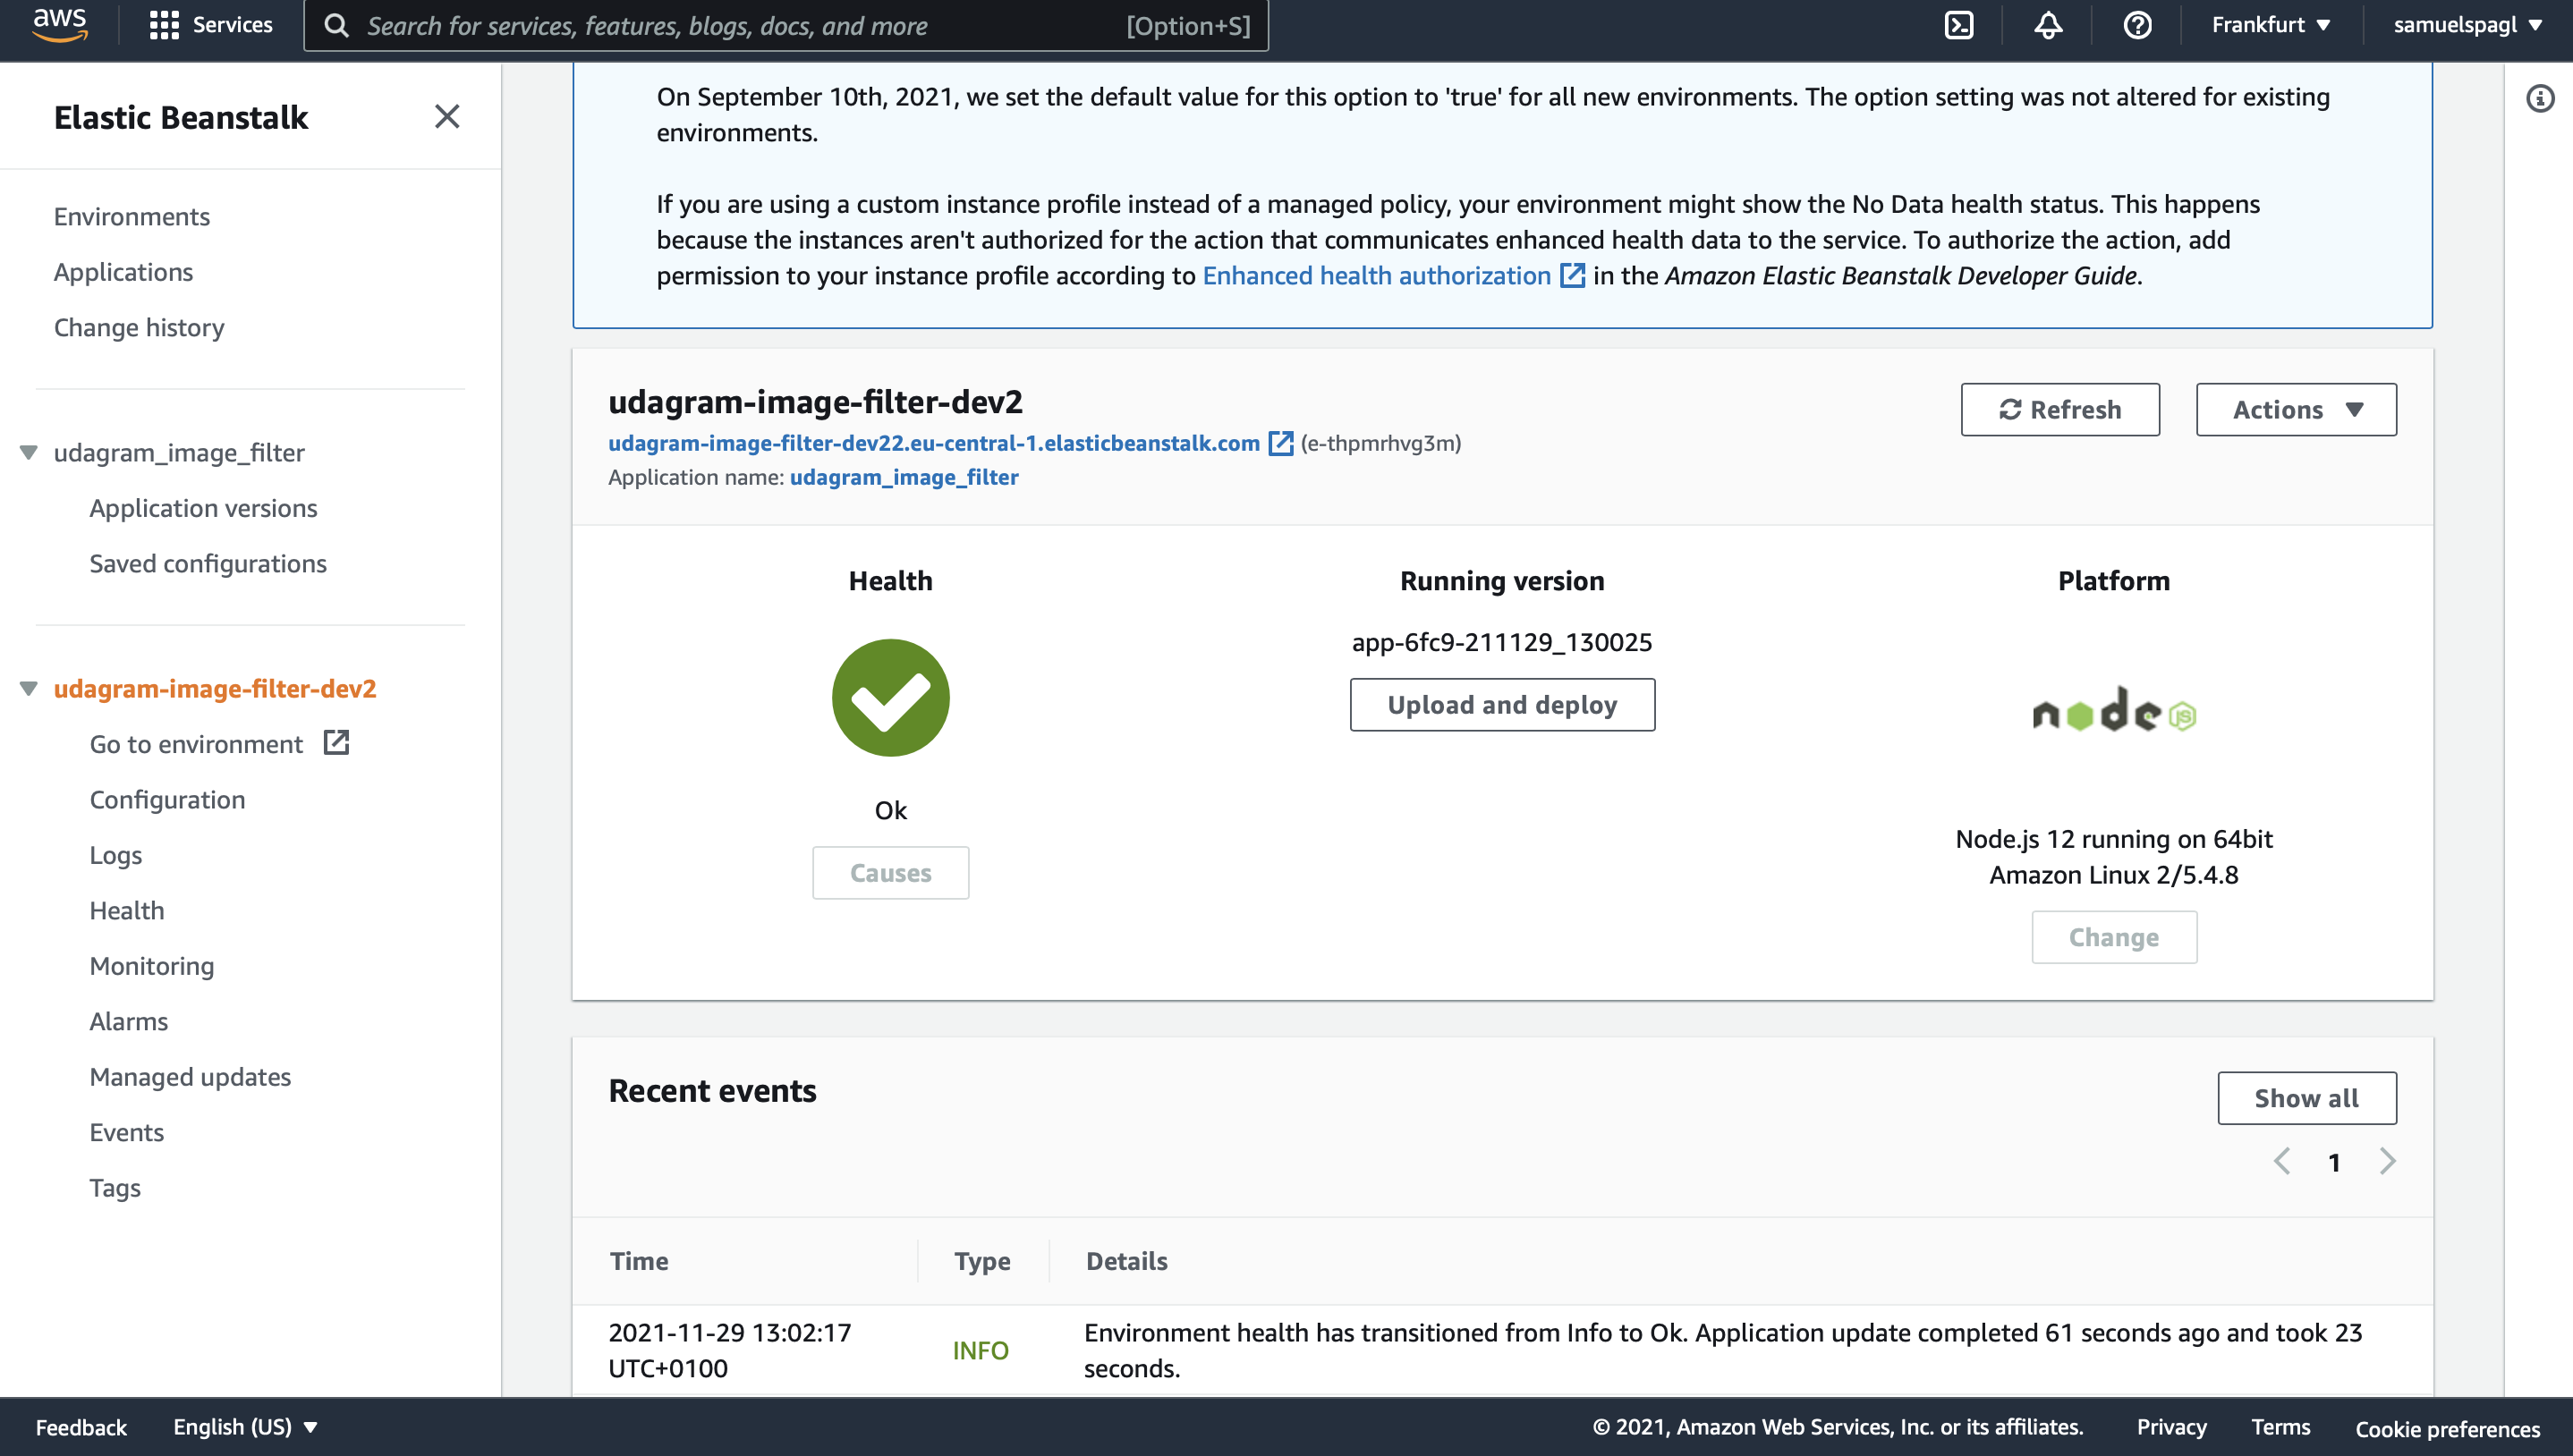 aws
Services
Search for services, features, blogs, docs, and more
[Option+S]
Frankfurt
samuelspagl
Elastic Beanstalk
Environments
Applications
Change history
udagram_image_filter
Application versions
Saved configurations
udagram-image-filter-dev2
Go to environment
Configuration
Logs
Health
Monitoring
Alarms
Managed updates
Events
Tags
On September 10th, 2021, we set the default value for this option to 'true' for all new environments. The option setting was not altered for existing
environments.
If you are using a custom instance profile instead of a managed policy, your environment might show the No Data health status. This happens
because the instances aren't authorized for the action that communicates enhanced health data to the service. To authorize the action, add
permission to your instance profile according to Enhanced health authorization in the Amazon Elastic Beanstalk Developer Guide.
udagram-image-filter-dev2
udagram-image-filter-dev22.eu-central-1.elasticbeanstalk.com (e-thpmrhvg3m)
Application name: udagram_image_filter
Refresh
Actions
Health
Ok
Causes
Running version
app-6fc9-211129_130025
Upload and deploy
Platform
node JS
Node.js 12 running on 64bit
Amazon Linux 2/5.4.8
Change
Recent events
Show all
1
Time
Type
Details
2021-11-29 13:02:17
UTC+0100
INFO
Environment health has transitioned from Info to Ok. Application update completed 61 seconds ago and took 23
seconds.
Feedback
English (US)
© 2021, Amazon Web Services, Inc. or its affiliates.
Privacy
Terms
Cookie preferences